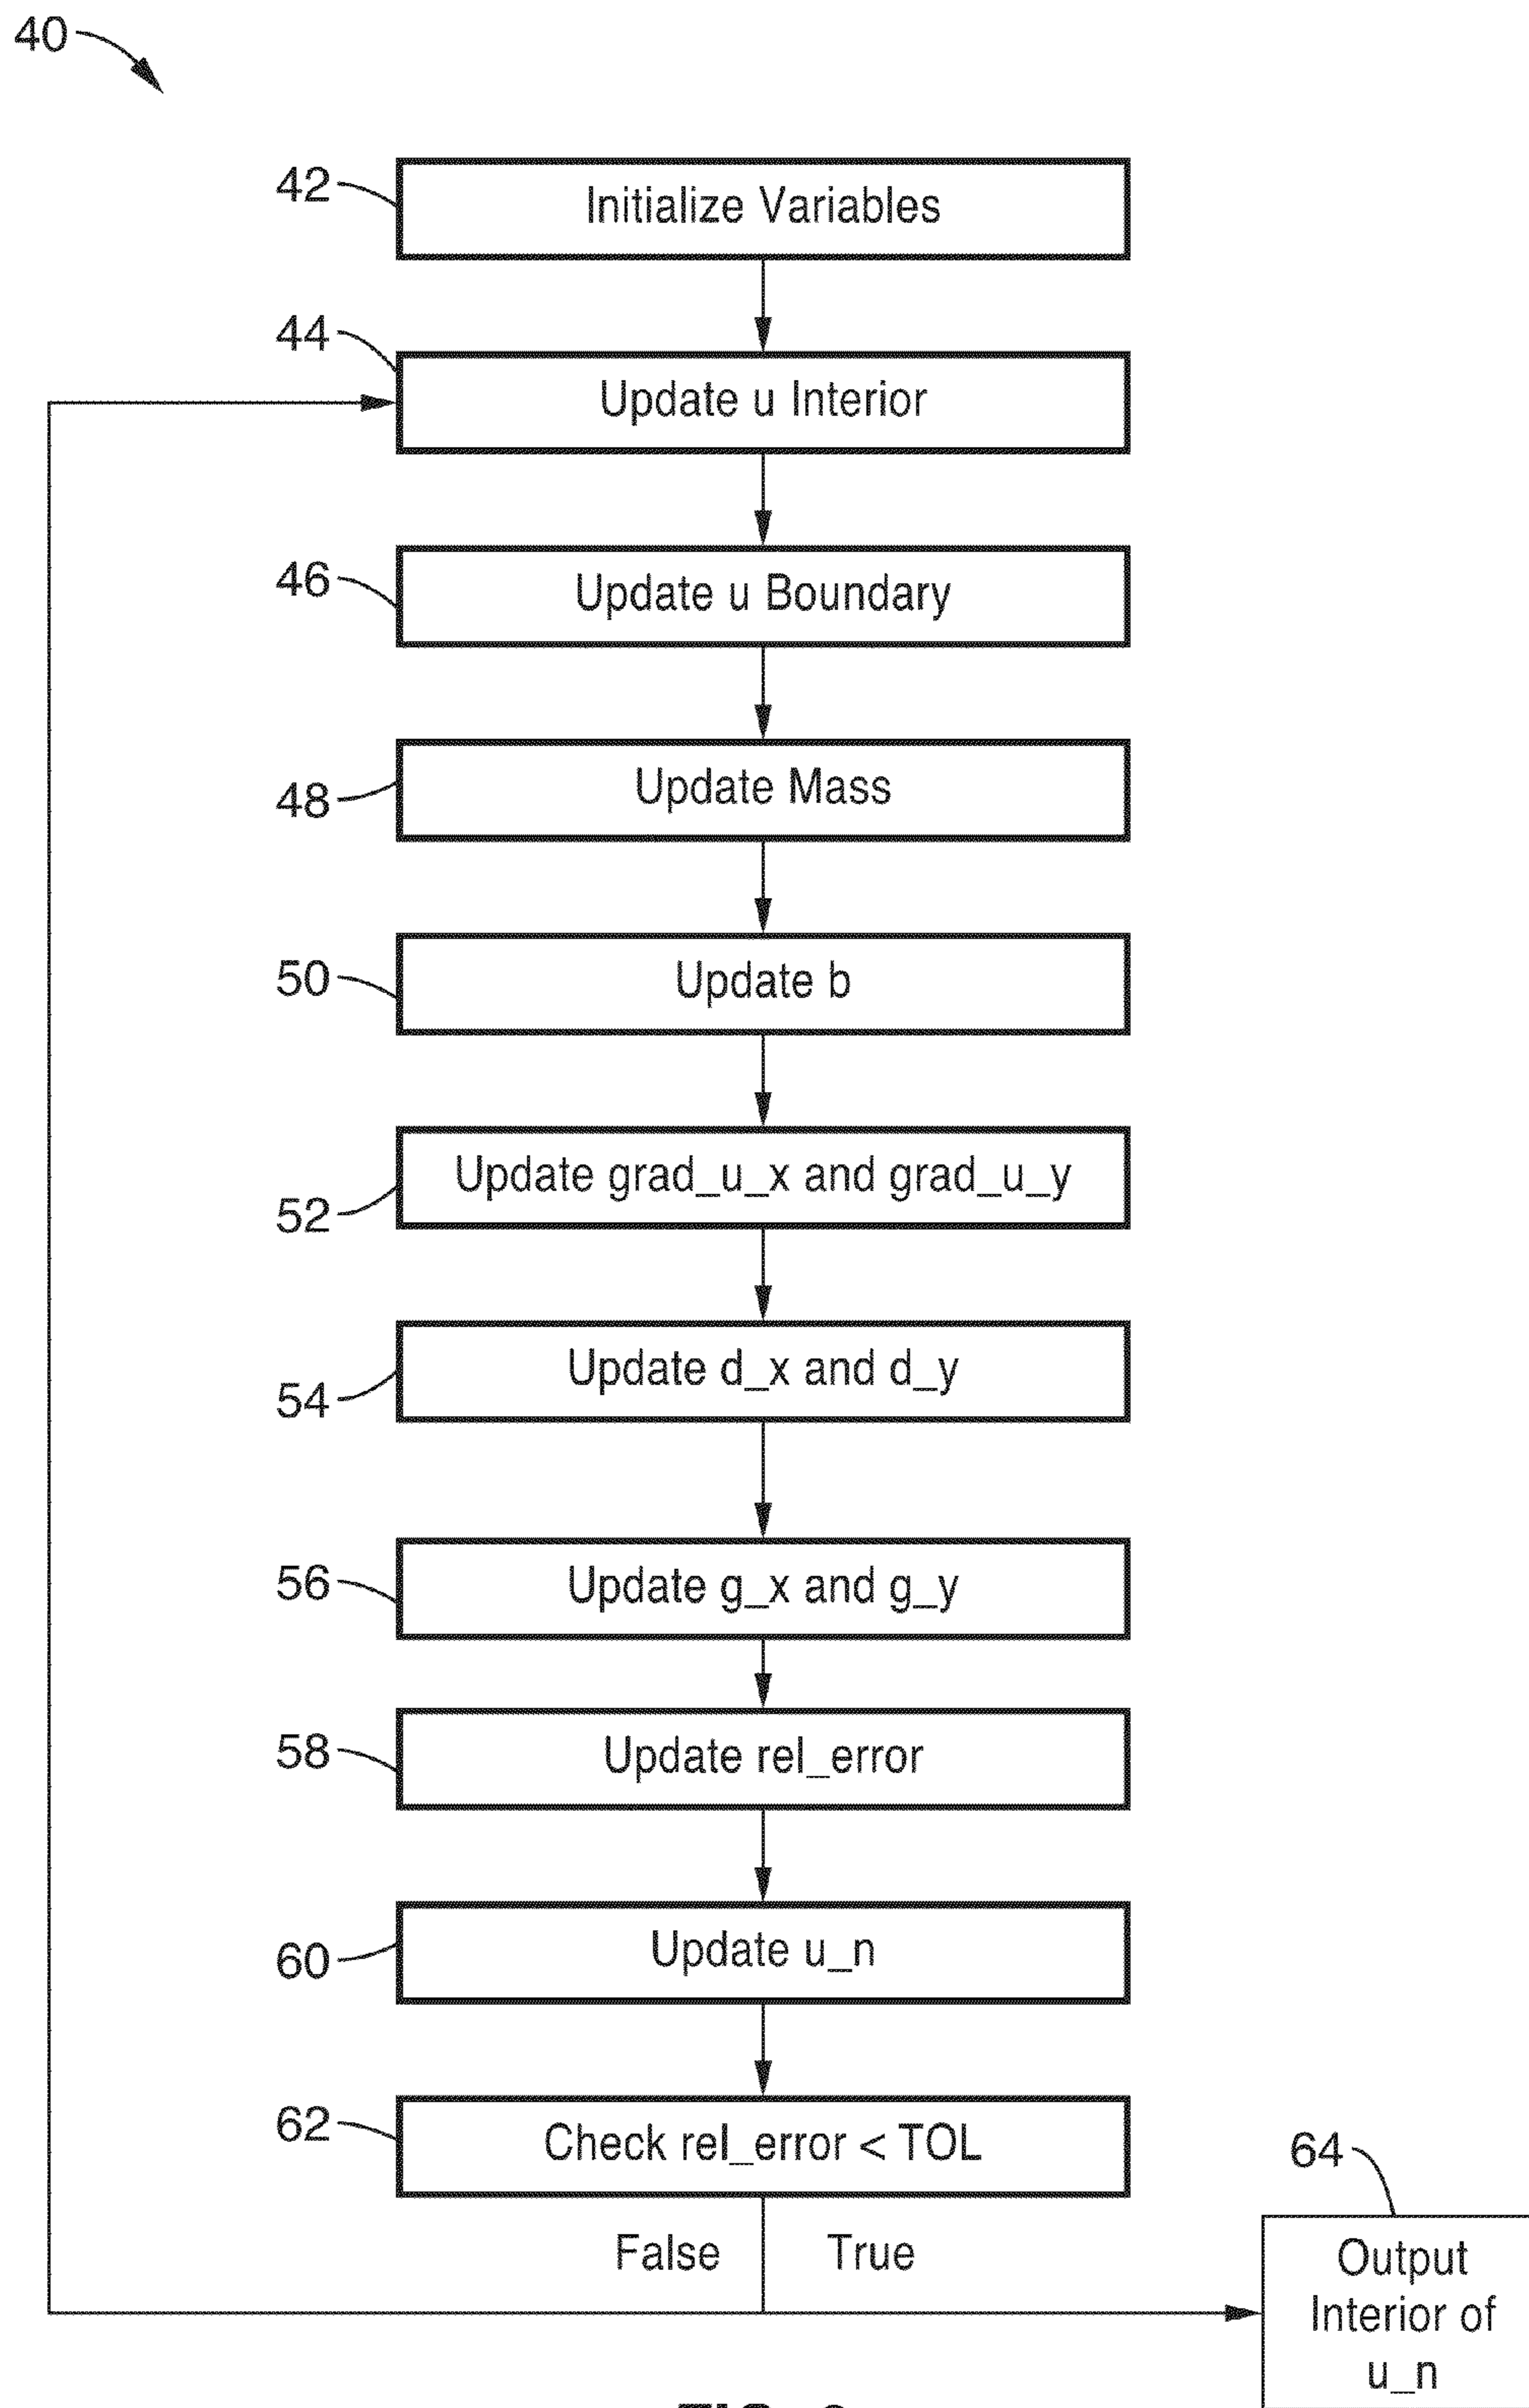 40
42
Initialize Variables
44
Update u Interior
46
Update u Boundary
48
Update Mass
50
Update b
52
Update grad_u_x and grad_u_y
54
Update d_x and d_y
56
Update g_x and g_y
58
Update rel_error
60
Update u_n
62
Check rel_error < TOL
False
True
64
Output
Interior of
u_n